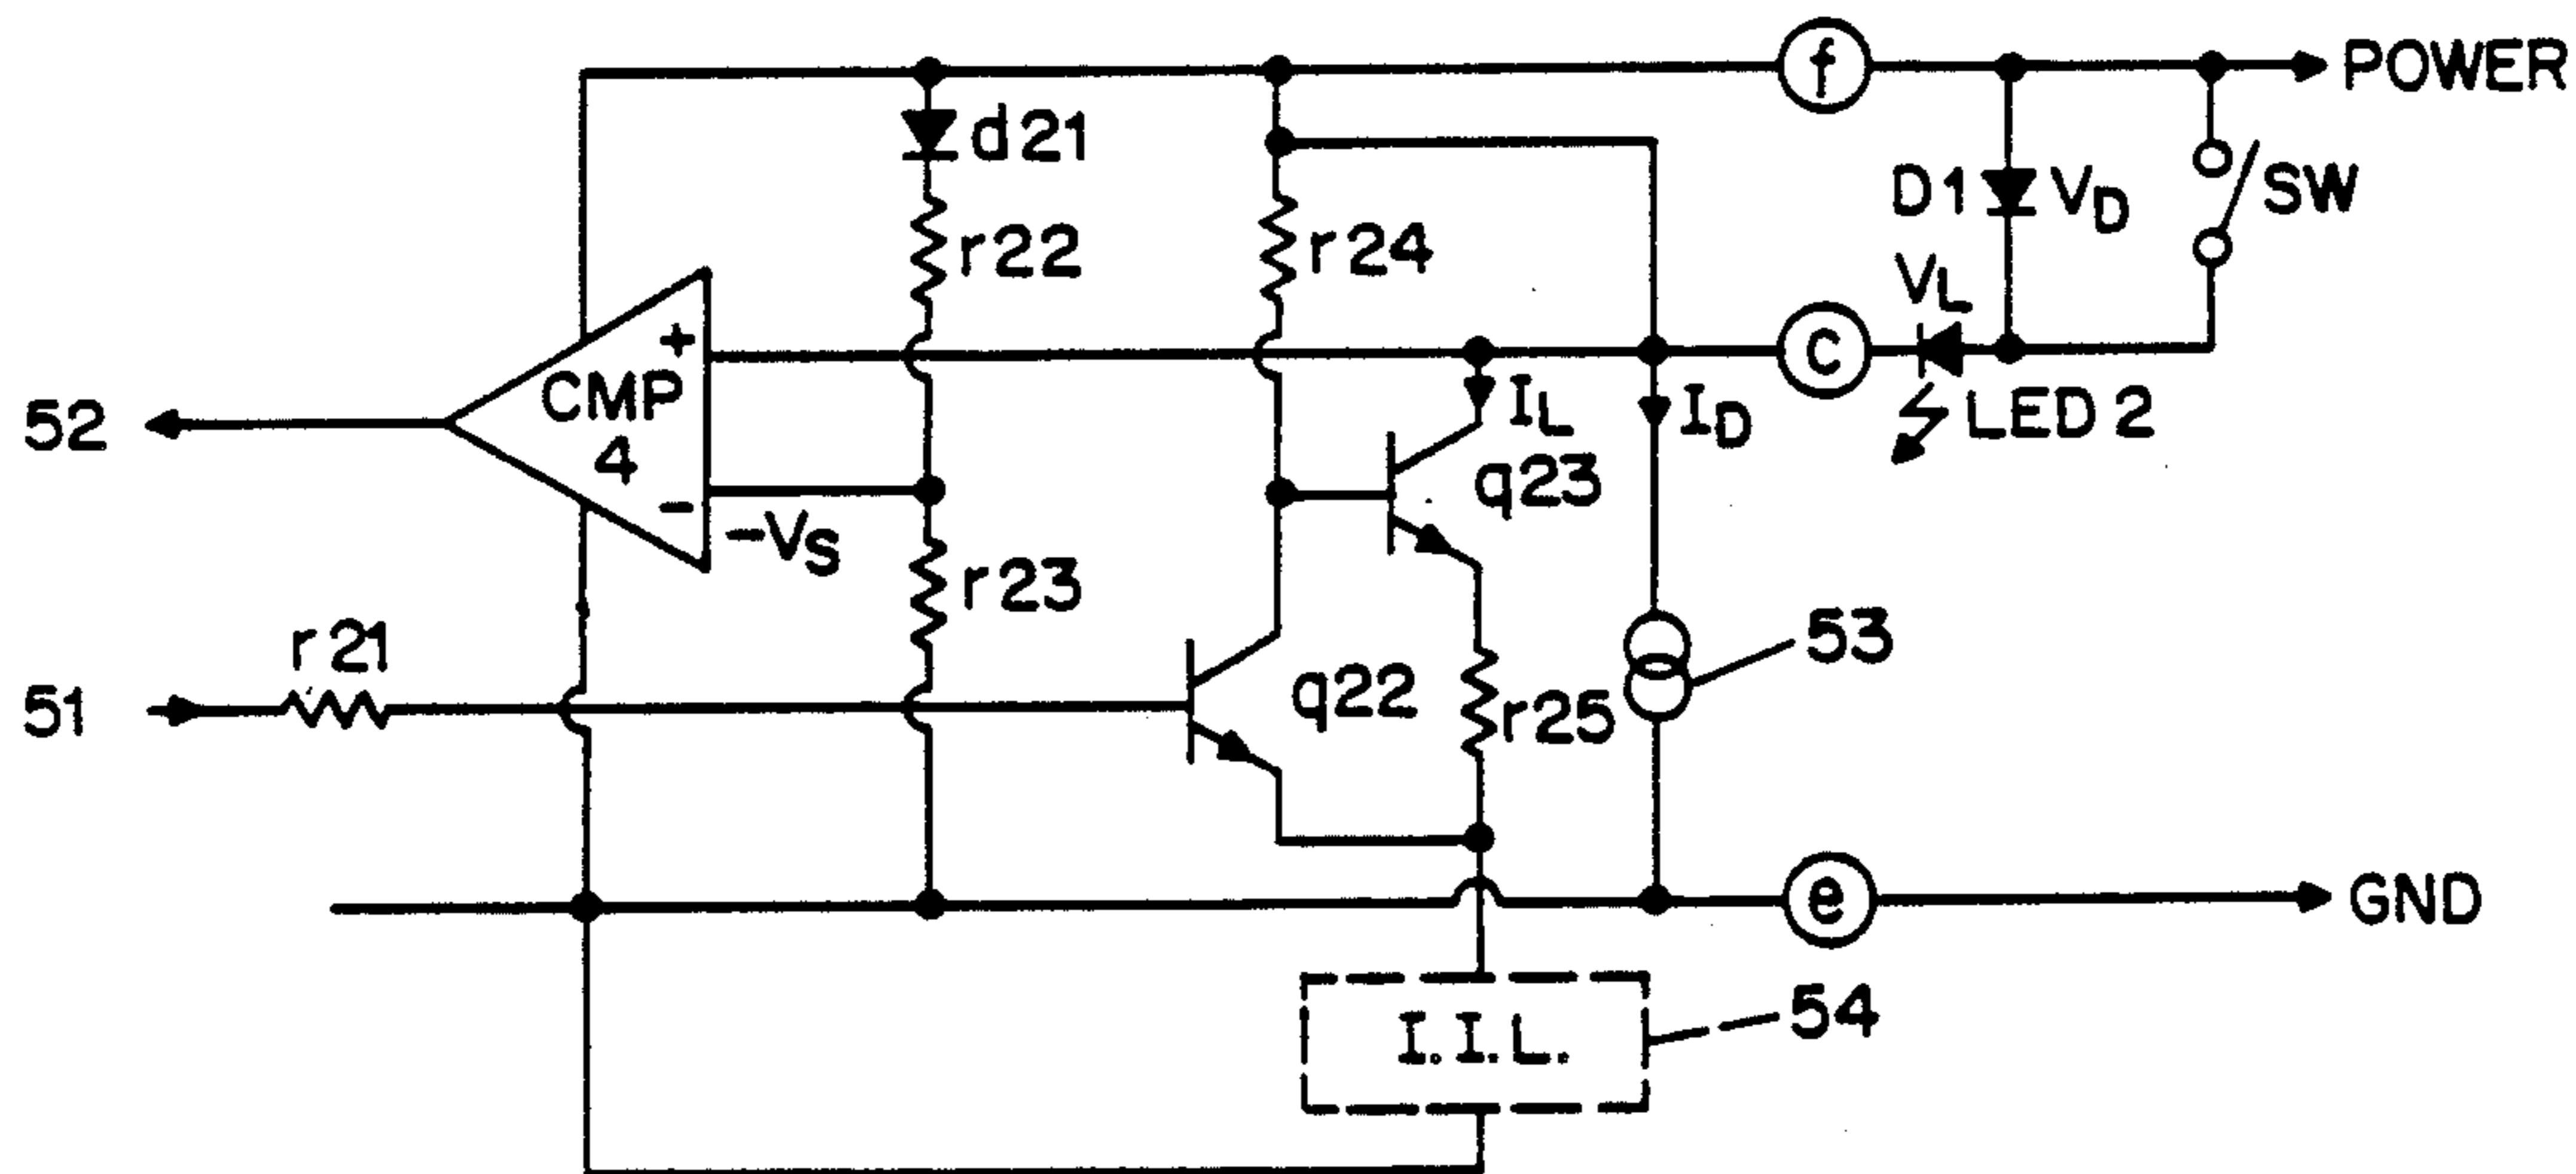 f
POWER
d21
D1
VD
SW
r22
r24
VL
+
c
CMP
4
IL
ID
LED 2
52
q23
-
-VS
r23
53
r21
51
q22
r25
e
GND
I.I.L.
54